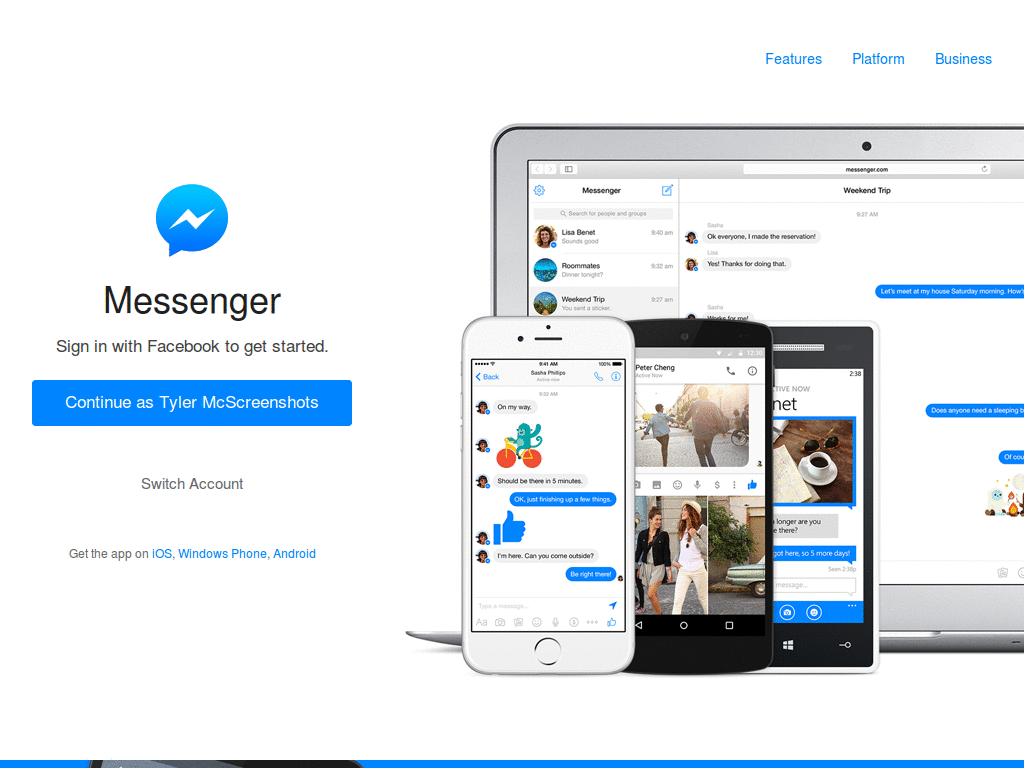 Features Platform Business
Messenger
Sign in with Facebook to get started.
Continue as Tyler McScreenshots
Switch Account
Get the app on iOS, Windows Phone, Android
messenger.com
Messenger
Weekend Trip
Search for people and groups
Lisa Benet 9:40 am
Sounds good
Roommates 9:32 am
Dinner tonight?
Weekend Trip 9:27 am
You sent a sticker.
9:27 AM
Sasha
Ok everyone, I made the reservation!
Lisa
Yes! Thanks for doing that.
Let's meet at my house Saturday morning. How's
Sasha
Works for me!
Does anyone need a sleeping b
Of cou
9:41 AM 100%
Back
Sasha Phillips
Active now
9:32 AM
On my way.
Should be there in 5 minutes.
OK, just finishing up a few things.
I'm here. Can you come outside?
Be right there!
Type a message...
Aa
12:30
Peter Cheng
Active Now
2:38
TIVE NOW
net
longer are you
e there?
got here, so 5 more days!
Seen 2:38p
message...